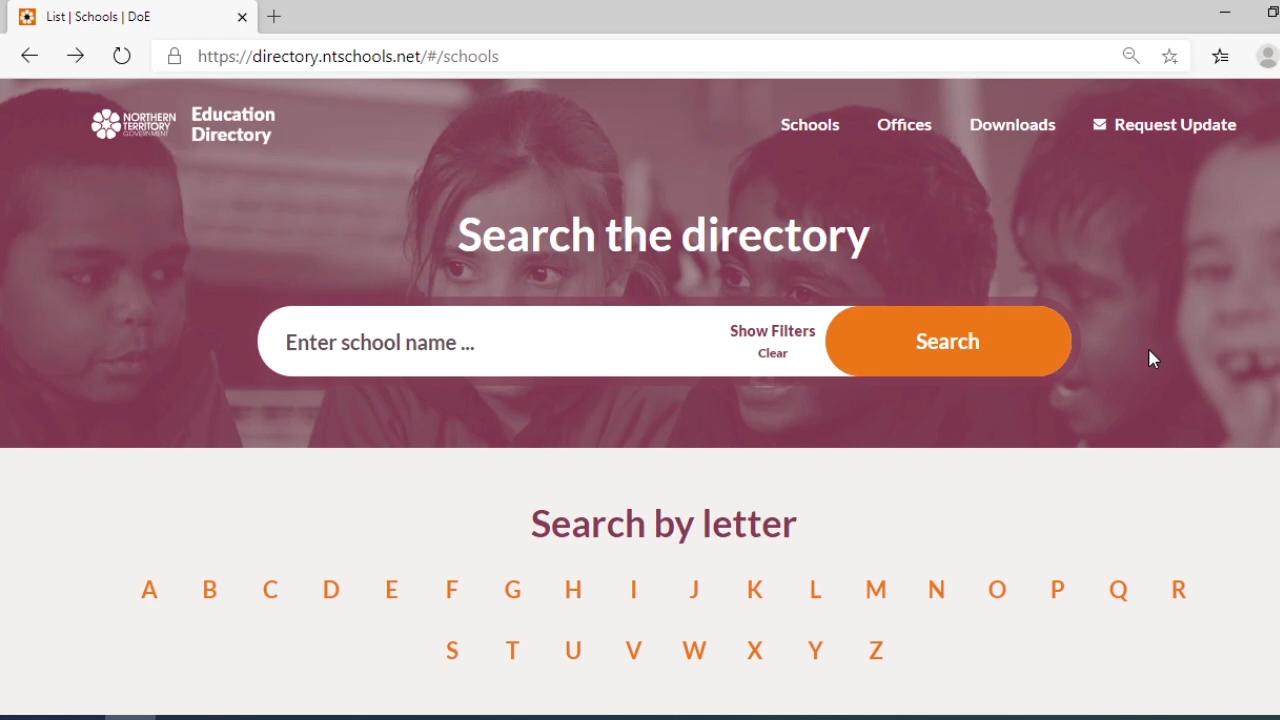 List | Schools | DoE
https://directory.ntschools.net/#/schools
NORTHERN
TERRITORY
GOVERNMENT
Education
Directory
Schools Offices Downloads Request Update
Search the directory
Enter school name ...
Show Filters
Clear
Search
Search by letter
A B C D E F G H I J K L M N O P Q R
S T U V W X Y Z